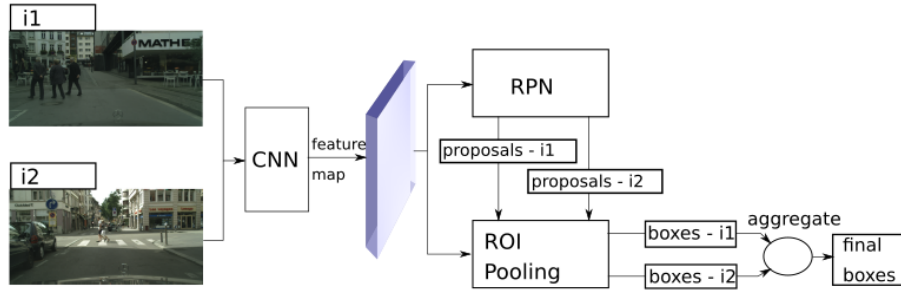 i1
MATHE
i2
CNN
feature
map
RPN
proposals - i1
proposals - i2
ROI
Pooling
boxes - i1
boxes - i2
aggregate
final
boxes